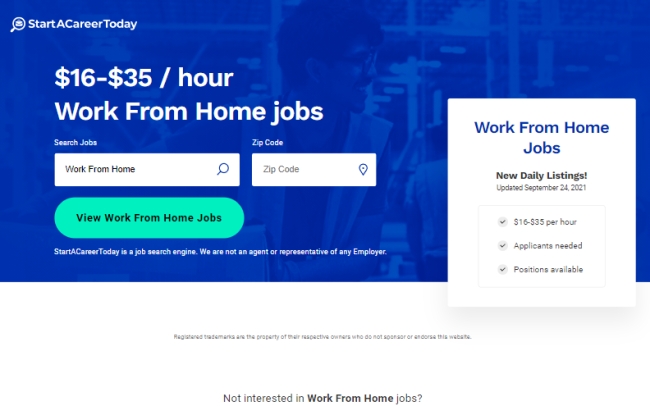 StartACareerToday
$16-$35 / hour
Work From Home jobs
Search Jobs
Zip Code
Work From Home
Zip Code
View Work From Home Jobs
StartACareerToday is a job search engine. We are not an agent or representative of any Employer.
Work From Home
Jobs
New Daily Listings!
Updated September 24, 2021
$16-$35 per hour
Applicants needed
Positions available
Registered trademarks are the property of their respective owners who do not sponsor or endorse this website.
Not interested in Work From Home jobs?